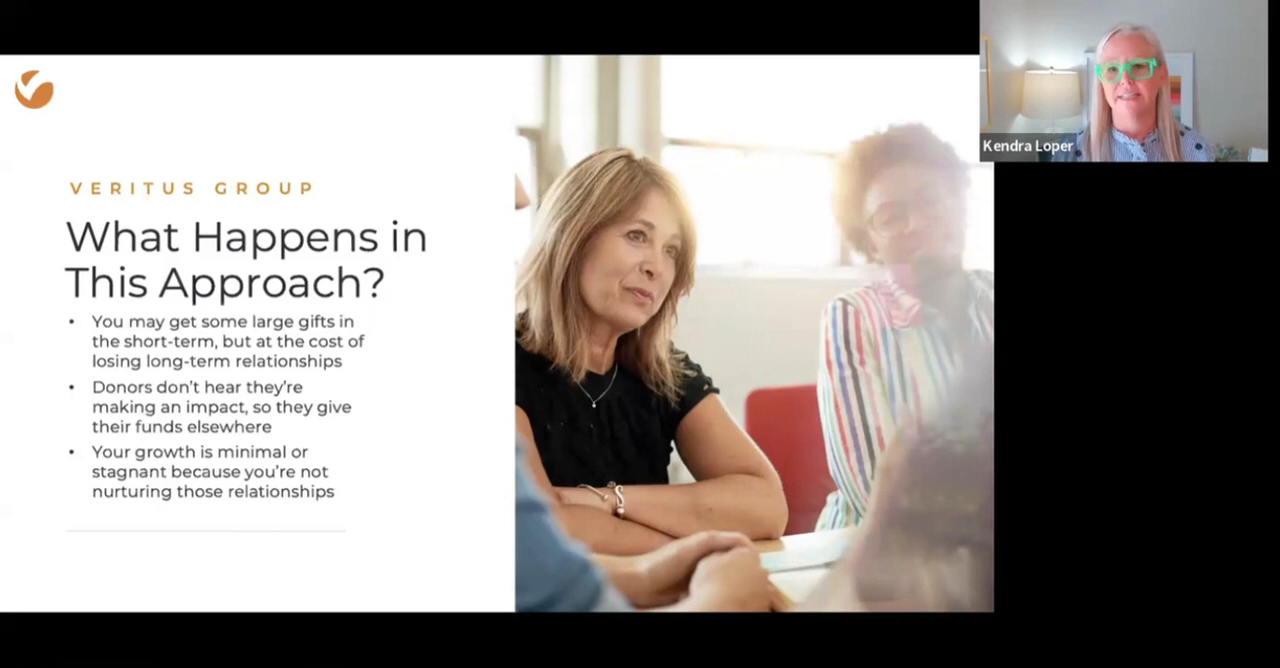 VERITUS GROUP
What Happens in
This Approach?
• You may get some large gifts in
the short-term, but at the cost of
losing long-term relationships
• Donors don’t hear they’re
making an impact, so they give
their funds elsewhere
• Your growth is minimal or
stagnant because you’re not
nurturing those relationships
Kendra Loper